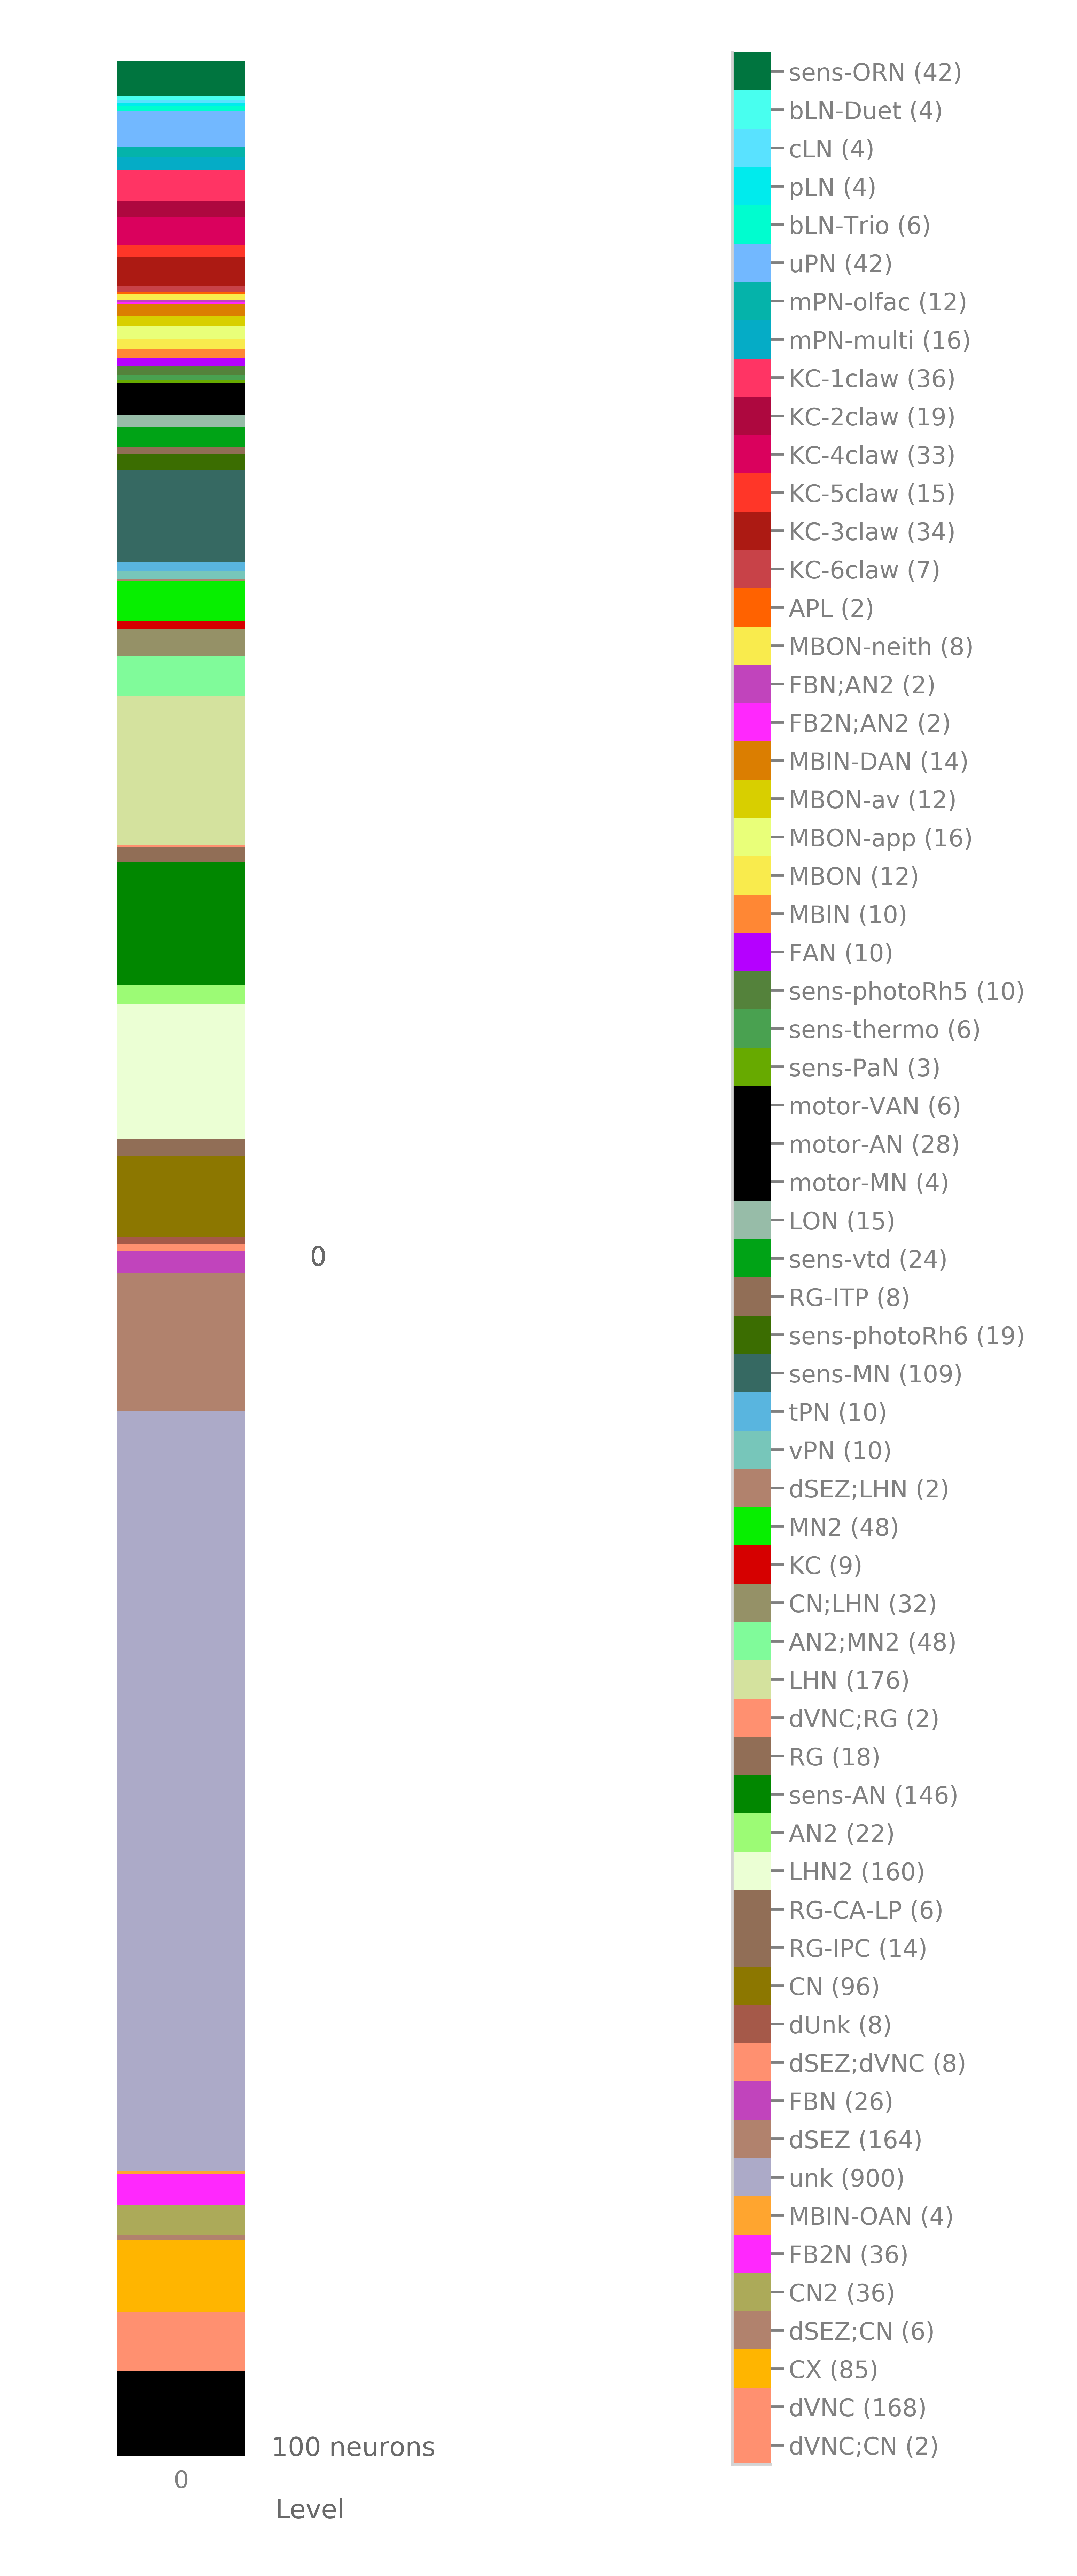 0
100 neurons
0
Level
sens-ORN (42)
bLN-Duet (4)
cLN (4)
pLN (4)
bLN-Trio (6)
uPN (42)
mPN-olfac (12)
mPN-multi (16)
KC-1claw (36)
KC-2claw (19)
KC-4claw (33)
KC-5claw (15)
KC-3claw (34)
KC-6claw (7)
APL (2)
MBON-neith (8)
FBN;AN2 (2)
FB2N;AN2 (2)
MBIN-DAN (14)
MBON-av (12)
MBON-app (16)
MBON (12)
MBIN (10)
FAN (10)
sens-photoRh5 (10)
sens-thermo (6)
sens-PaN (3)
motor-VAN (6)
motor-AN (28)
motor-MN (4)
LON (15)
sens-vtd (24)
RG-ITP (8)
sens-photoRh6 (19)
sens-MN (109)
tPN (10)
vPN (10)
dSEZ;LHN (2)
MN2 (48)
KC (9)
CN;LHN (32)
AN2;MN2 (48)
LHN (176)
dVNC;RG (2)
RG (18)
sens-AN (146)
AN2 (22)
LHN2 (160)
RG-CA-LP (6)
RG-IPC (14)
CN (96)
dUnk (8)
dSEZ;dVNC (8)
FBN (26)
dSEZ (164)
unk (900)
MBIN-OAN (4)
FB2N (36)
CN2 (36)
dSEZ;CN (6)
CX (85)
dVNC (168)
dVNC;CN (2)